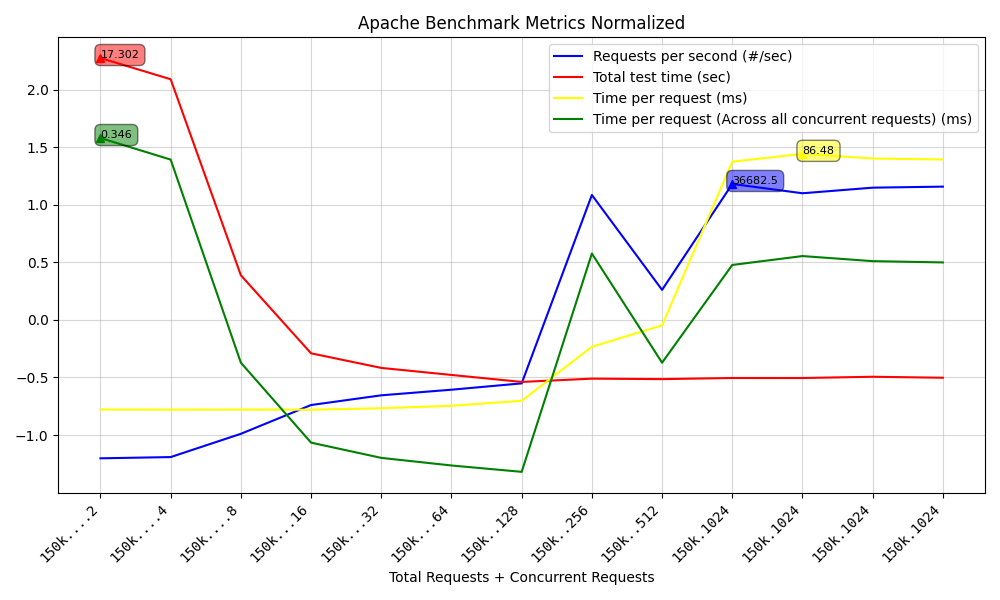 Apache Benchmark Metrics Normalized
17.302
0.346
86.48
36682.5
Requests per second (#/sec)
Total test time (sec)
Time per request (ms)
Time per request (Across all concurrent requests) (ms)
2.0
1.5
1.0
0.5
0.0
−0.5
−1.0
150k....2
150k....4
150k....8
150k...16
150k...32
150k...64
150k..128
150k..256
150k..512
150k.1024
150k.1024
150k.1024
150k.1024
Total Requests + Concurrent Requests